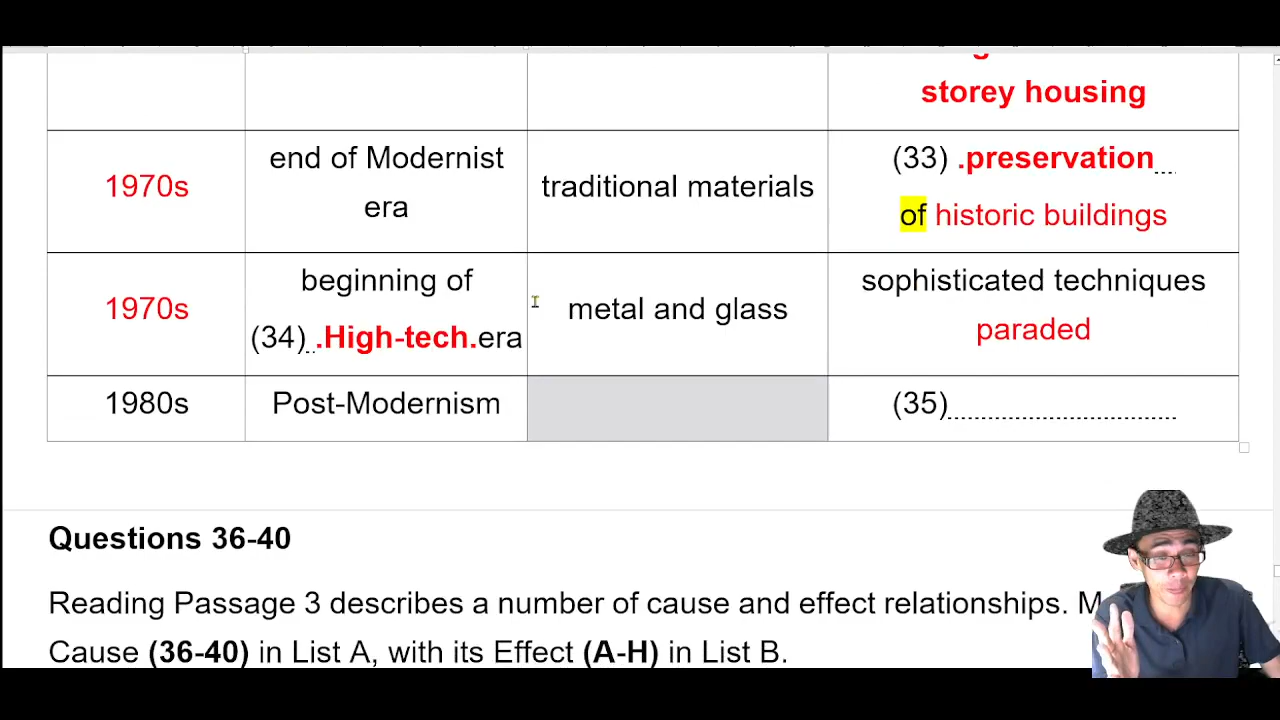 storey housing
1970s
end of Modernist
era
traditional materials
(33) .preservation
of historic buildings
1970s
beginning of
(34) .High-tech.era
metal and glass
sophisticated techniques
paraded
1980s
Post-Modernism
(35)
Questions 36-40
Reading Passage 3 describes a number of cause and effect relationships.
Cause (36-40) in List A, with its Effect (A-H) in List B.